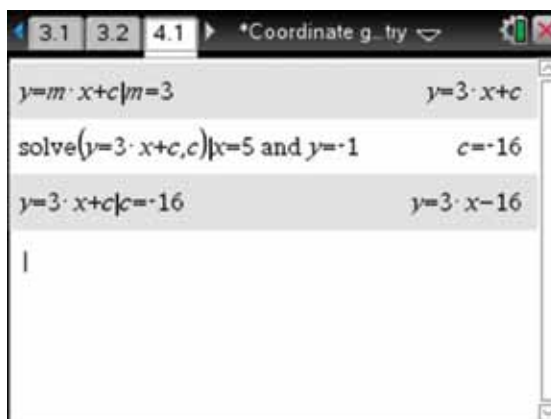 3.1 3.2 4.1 *Coordinate g_try
y=m·x+c|m=3 y=3·x+c
solve(y=3·x+c,c)|x=5 and y=-1 c=-16
y=3·x+c|c=-16 y=3·x−16